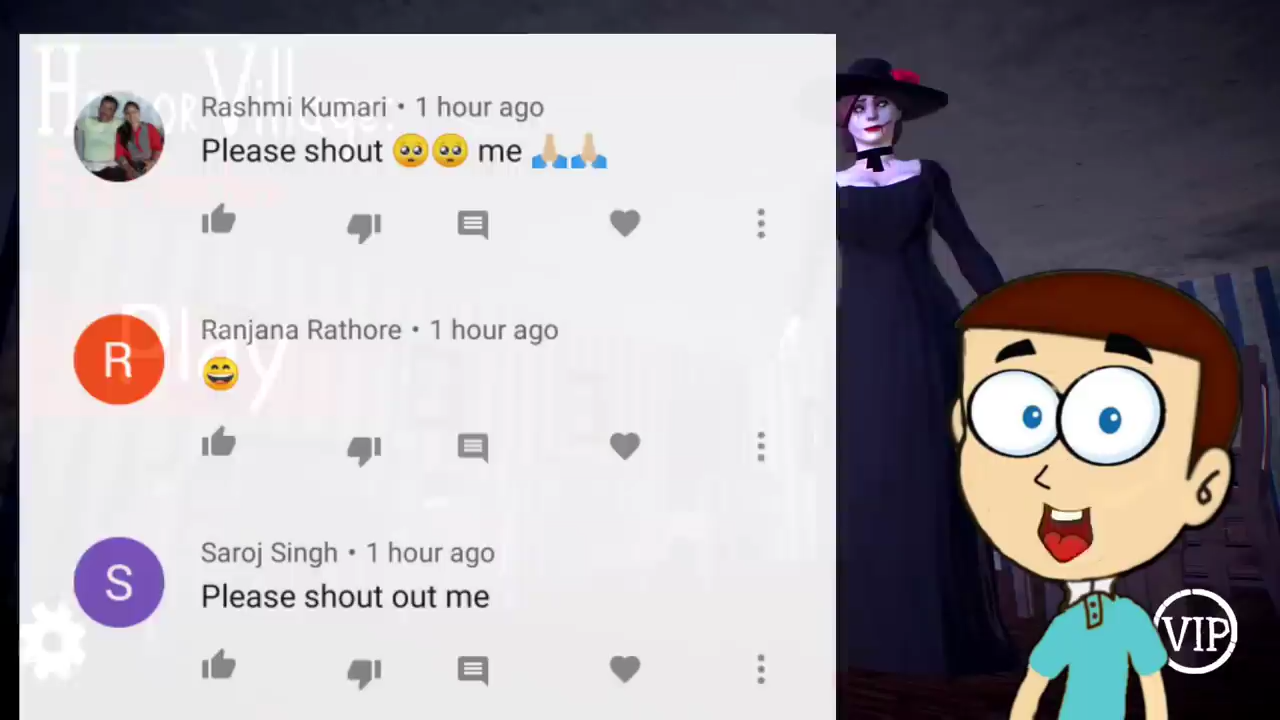 Rashmi Kumari • 1 hour ago
Please shout 🥺🥺 me 🙏🙏
R
Ranjana Rathore • 1 hour ago
😄
S
Saroj Singh • 1 hour ago
Please shout out me
Play
VIP